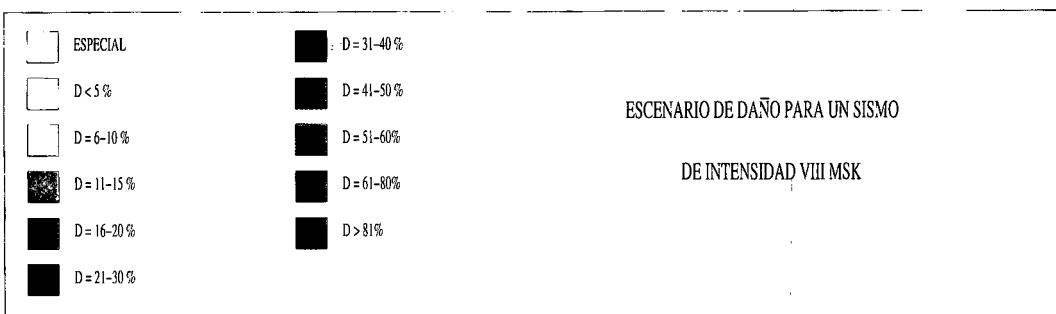 ESPECIAL
D < 5 %
D = 6-10 %
D = 11-15 %
D = 16-20 %
D = 21-30 %
D = 31-40 %
D = 41-50 %
D = 51-60%
D = 61-80%
D > 81%
ESCENARIO DE DAÑO PARA UN SISMO
DE INTENSIDAD VIII MSK